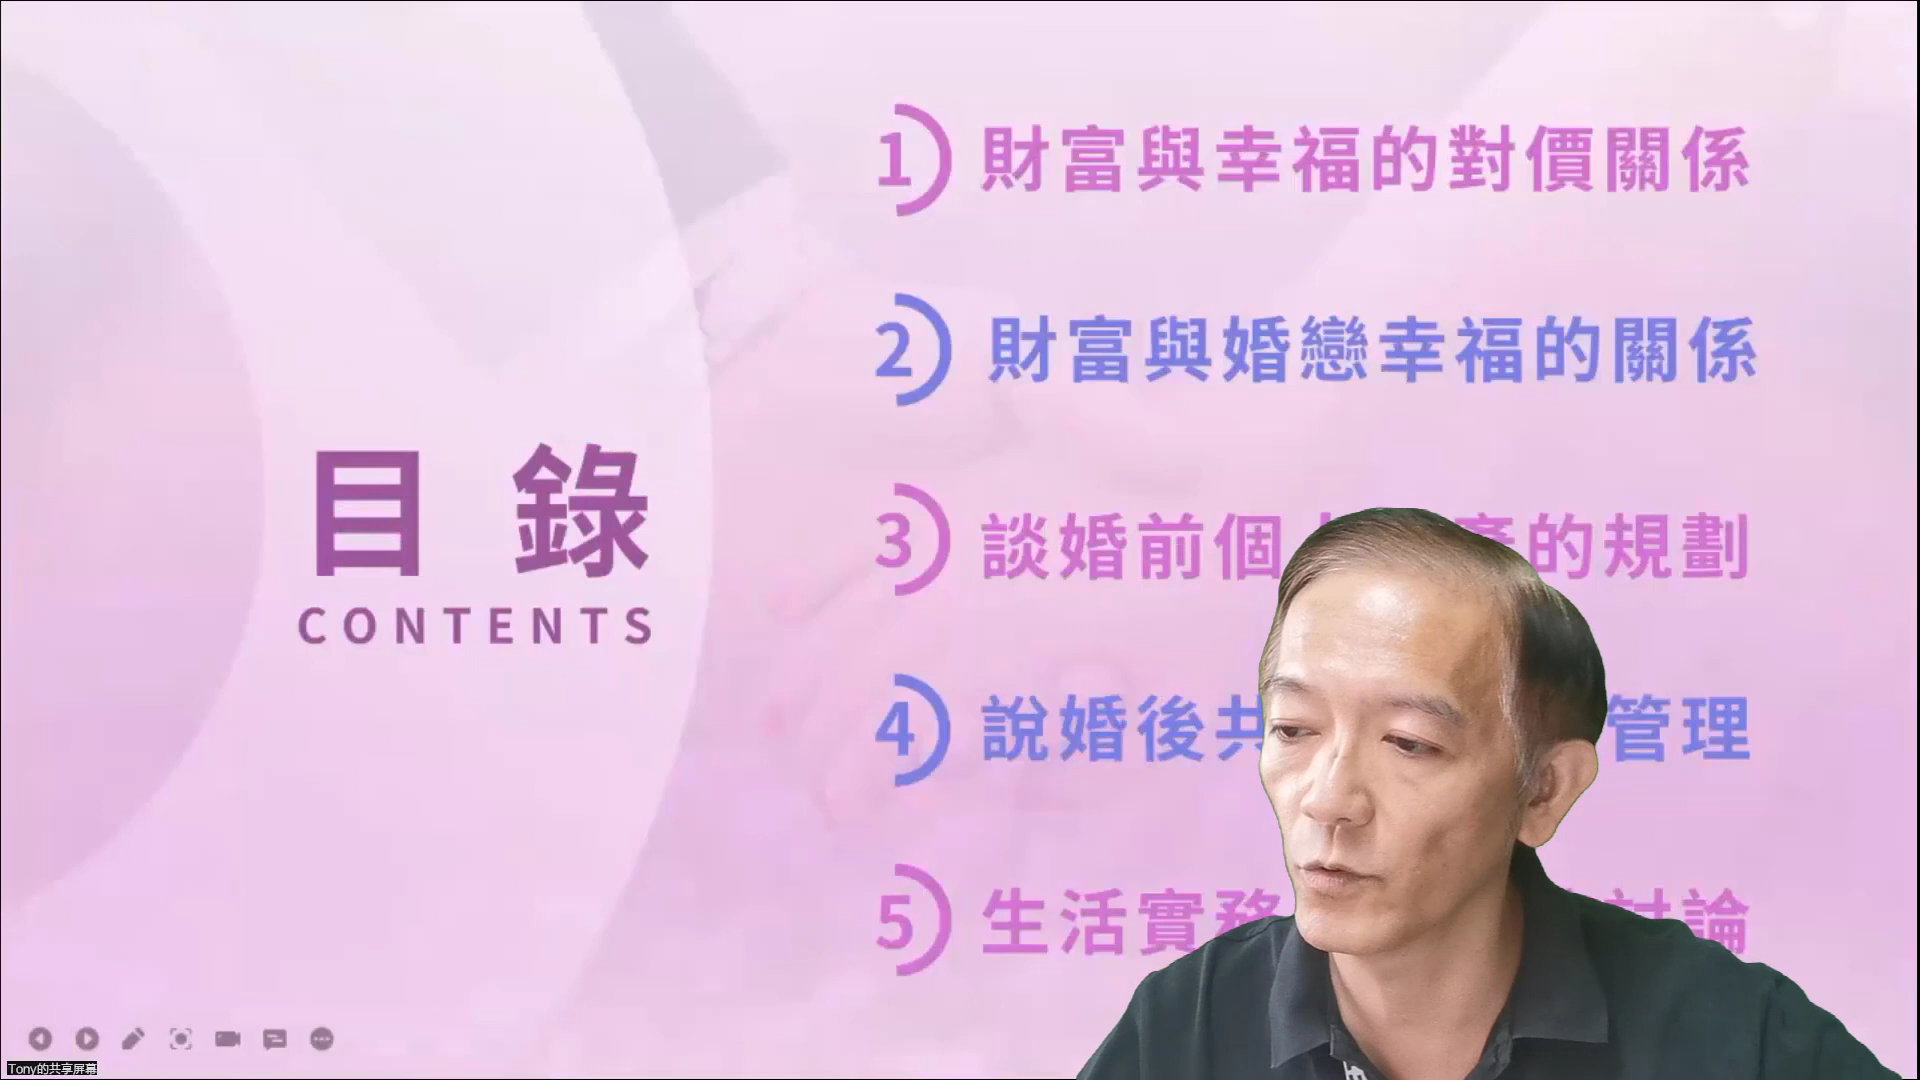 目錄
CONTENTS
1 財富與幸福的對價關係
2 財富與婚戀幸福的關係
3 談婚前個 的規劃
4 說婚後共 管理
5 生活實務 討論
Tony的共享屏幕